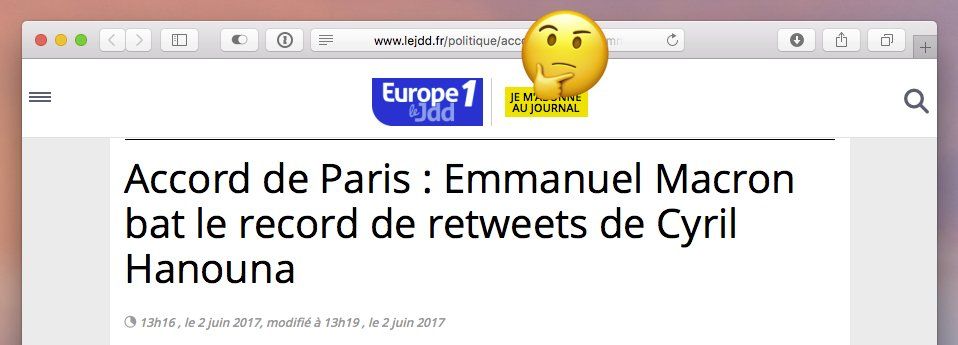 www.lejdd.fr/politique/acco
Europe 1
le Jdd
JE M'ABONNE
AU JOURNAL
Accord de Paris : Emmanuel Macron
bat le record de retweets de Cyril
Hanouna
13h16 , le 2 juin 2017, modifié à 13h19 , le 2 juin 2017